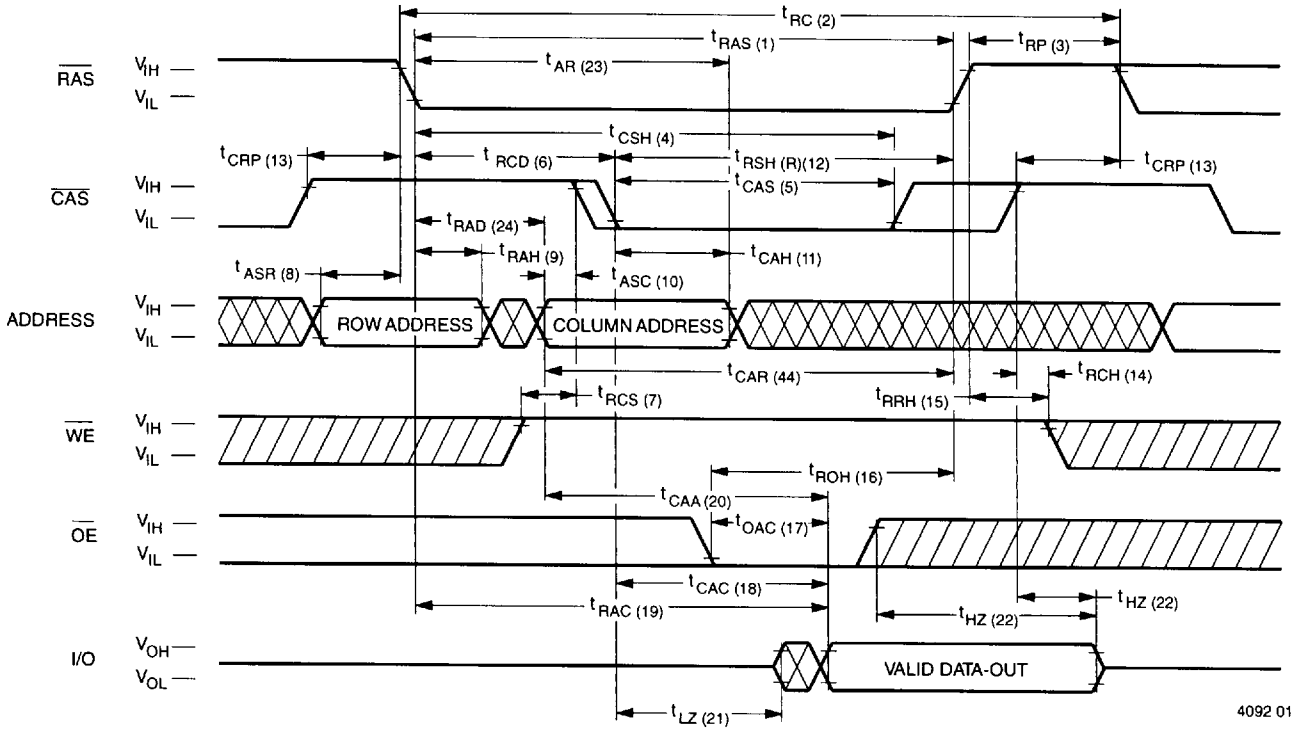 tRC (2)
tRAS (1)
tRP (3)
tAR (23)
RAS
VIH
VIL
tCSH (4)
tCRP (13)
tRCD (6)
tRSH (R)(12)
tCRP (13)
CAS
VIH
VIL
tCAS (5)
tRAD (24)
tRAH (9)
tCAH (11)
tASR (8)
tASC (10)
ADDRESS
VIH
VIL
ROW ADDRESS
COLUMN ADDRESS
tCAR (44)
tRCH (14)
tRCS (7)
tRRH (15)
WE
VIH
VIL
tROH (16)
tCAA (20)
OE
VIH
VIL
tOAC (17)
tCAC (18)
tRAC (19)
tHZ (22)
tHZ (22)
I/O
VOH
VOL
VALID DATA-OUT
tLZ (21)
4092 01